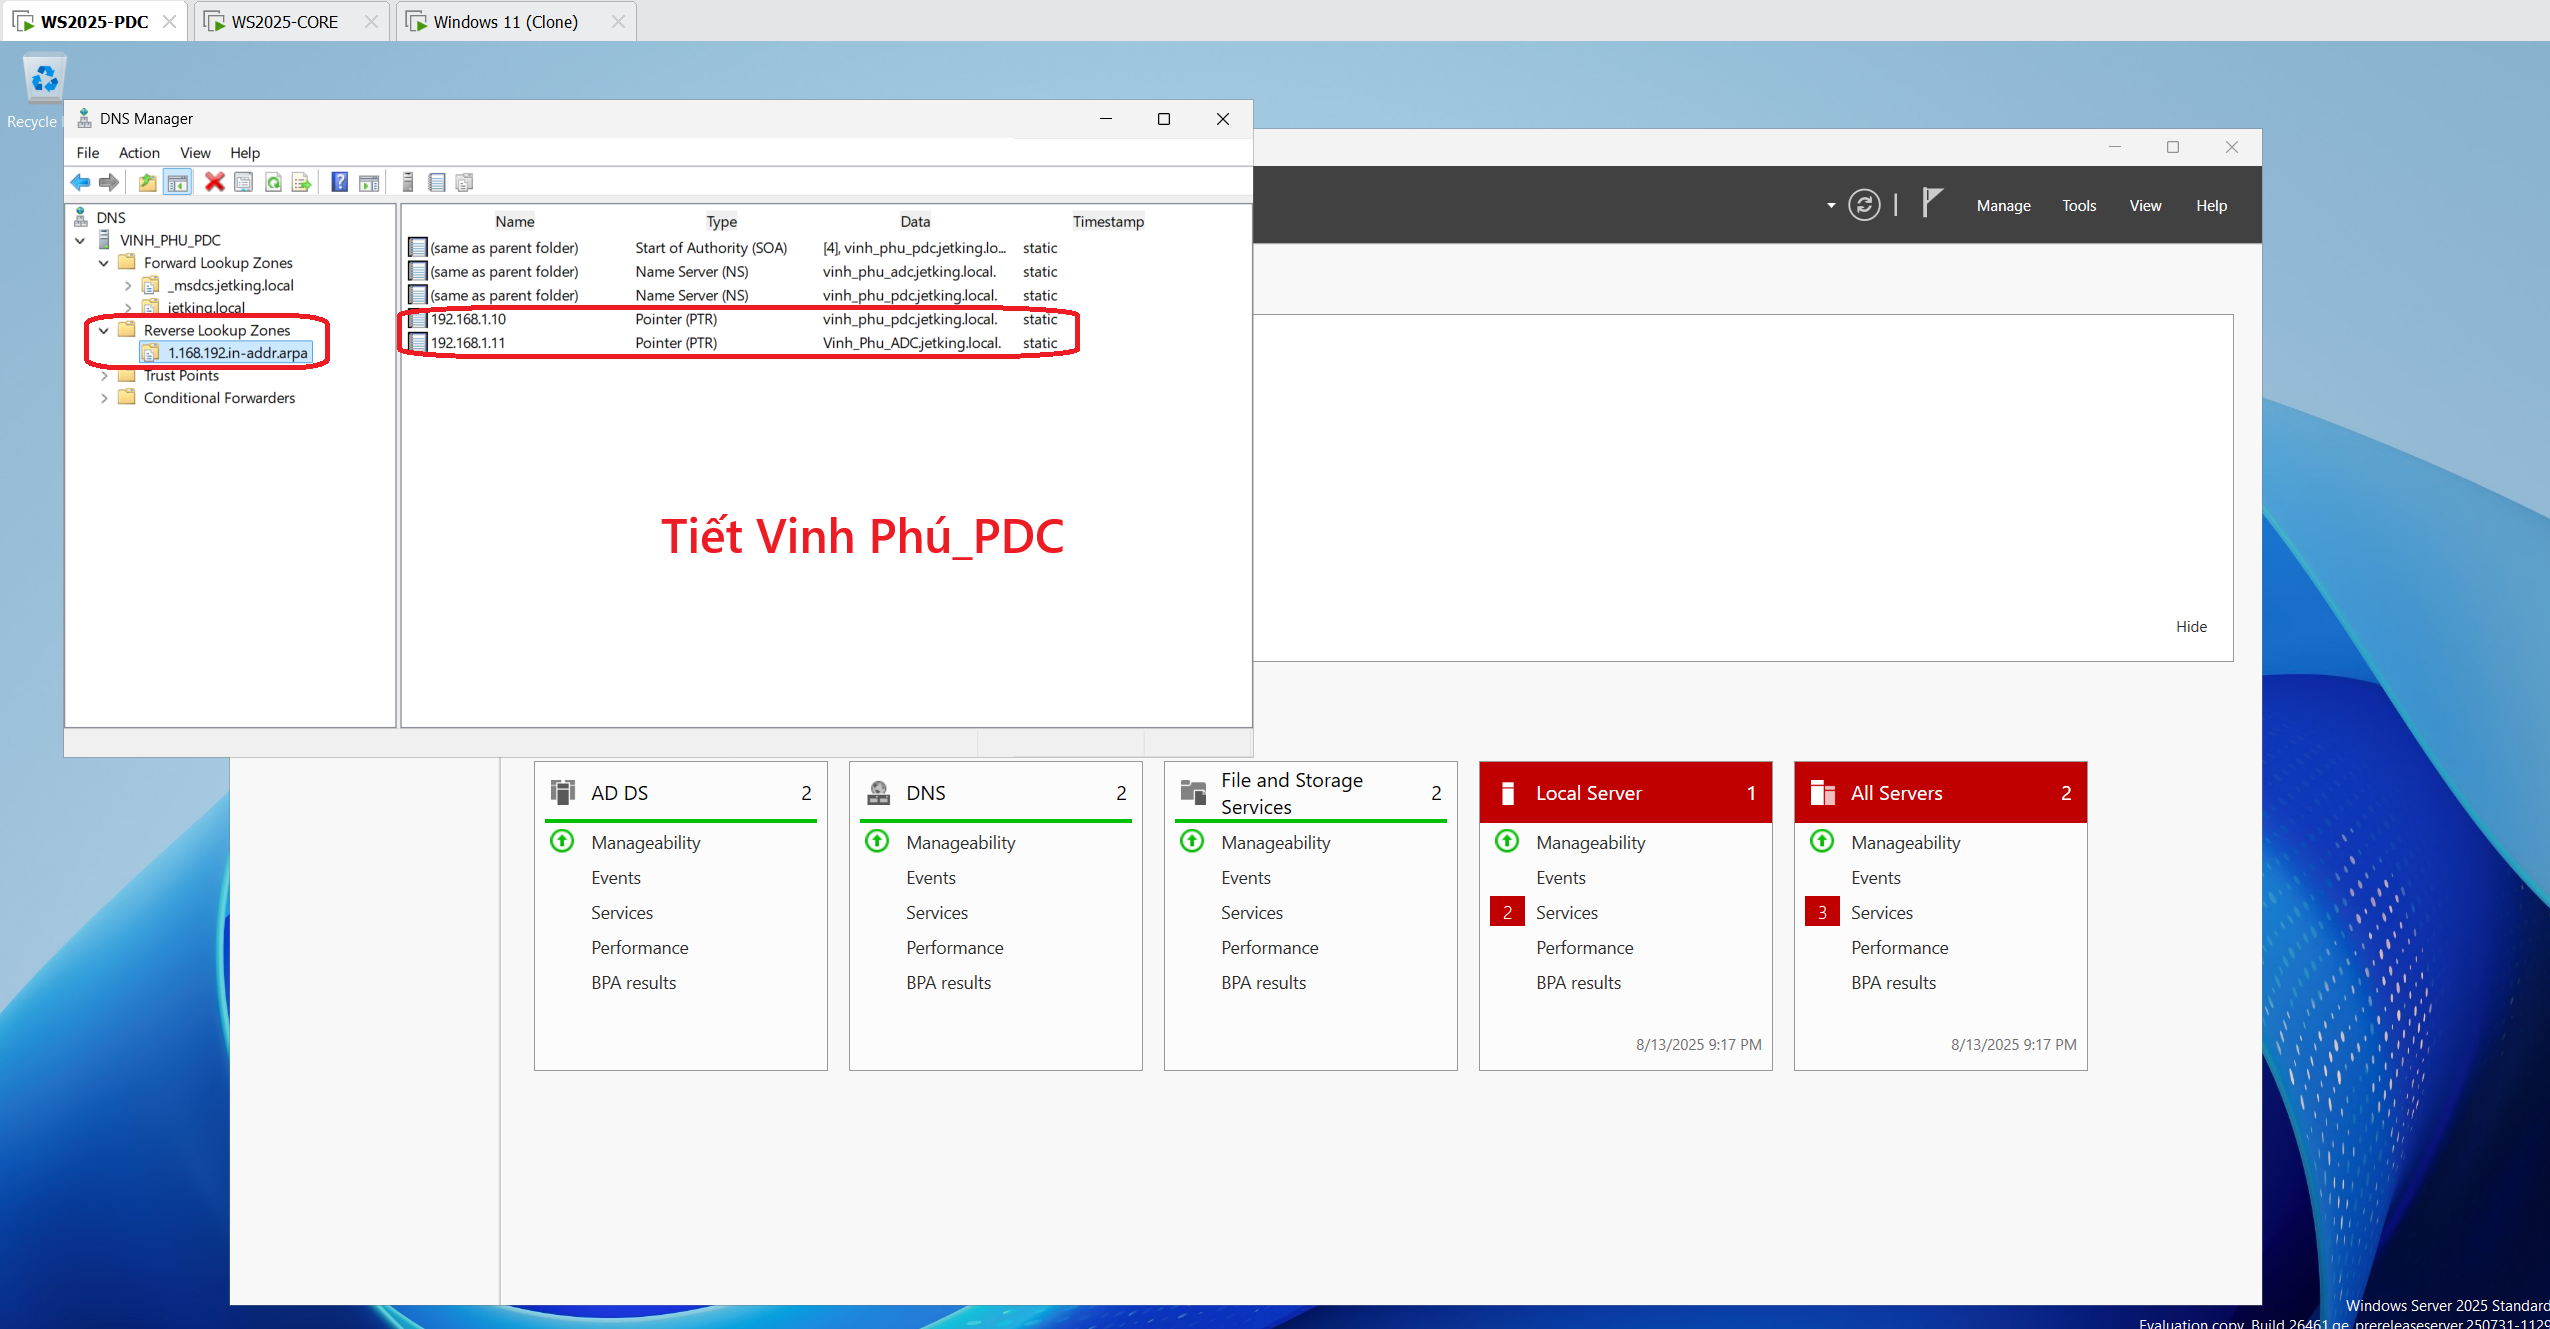 WS2025-PDC
WS2025-CORE
Windows 11 (Clone)
Recycle
DNS Manager
File Action View Help
DNS
VINH_PHU_PDC
Forward Lookup Zones
_msdcs.jetking.local
jetking.local
Reverse Lookup Zones
1.168.192.in-addr.arpa
Trust Points
Conditional Forwarders
Name Type Data Timestamp
(same as parent folder) Start of Authority (SOA) [4], vinh_phu_pdc.jetking.lo... static
(same as parent folder) Name Server (NS) vinh_phu_adc.jetking.local. static
(same as parent folder) Name Server (NS) vinh_phu_pdc.jetking.local. static
192.168.1.10 Pointer (PTR) vinh_phu_pdc.jetking.local. static
192.168.1.11 Pointer (PTR) Vinh_Phu_ADC.jetking.local. static
Tiết Vinh Phú_PDC
Manage Tools View Help
Hide
AD DS 2
Manageability
Events
Services
Performance
BPA results
DNS 2
Manageability
Events
Services
Performance
BPA results
File and Storage
Services 2
Manageability
Events
Services
Performance
BPA results
Local Server 1
Manageability
Events
2 Services
Performance
BPA results
8/13/2025 9:17 PM
All Servers 2
Manageability
Events
3 Services
Performance
BPA results
8/13/2025 9:17 PM
Windows Server 2025 Standard
Evaluation copy. Build 26461.ge_prereleaseserver.250731-1129